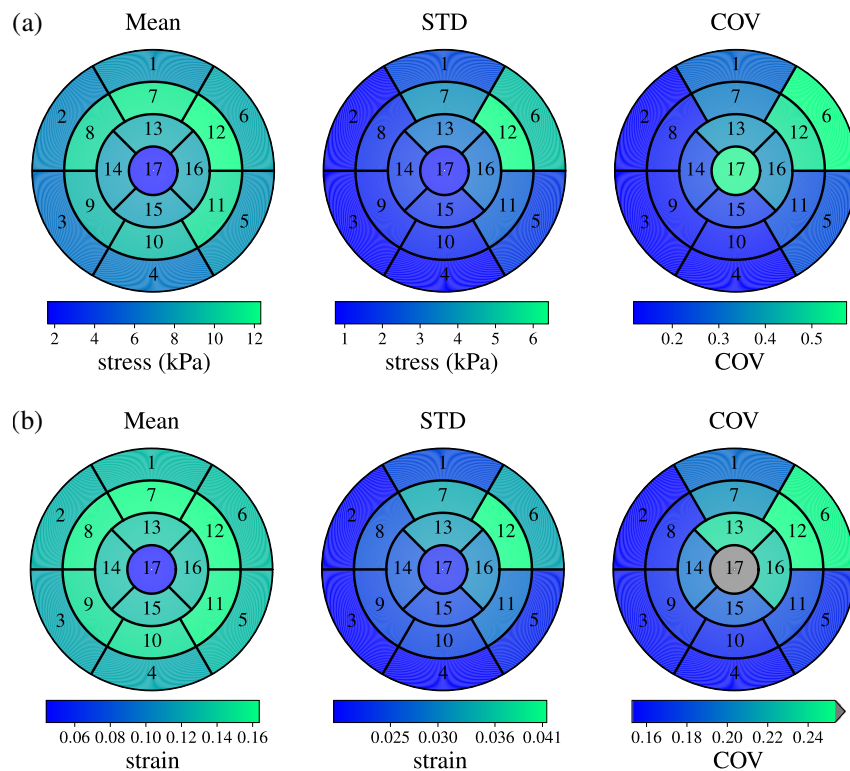 (a) Mean STD COV
1 2 3 4 5 6 7 8 9 10 11 12 13 14 15 16 17
1 2 3 4 5 6 7 8 9 10 11 12 13 14 15 16 17
1 2 3 4 5 6 7 8 9 10 11 12 13 14 15 16 17
2 4 6 8 10 12
stress (kPa)
1 2 3 4 5 6
stress (kPa)
0.2 0.3 0.4 0.5
COV
(b) Mean STD COV
1 2 3 4 5 6 7 8 9 10 11 12 13 14 15 16 17
1 2 3 4 5 6 7 8 9 10 11 12 13 14 15 16 17
1 2 3 4 5 6 7 8 9 10 11 12 13 14 15 16 17
0.06 0.08 0.10 0.12 0.14 0.16
strain
0.025 0.030 0.036 0.041
strain
0.16 0.18 0.20 0.22 0.24
COV